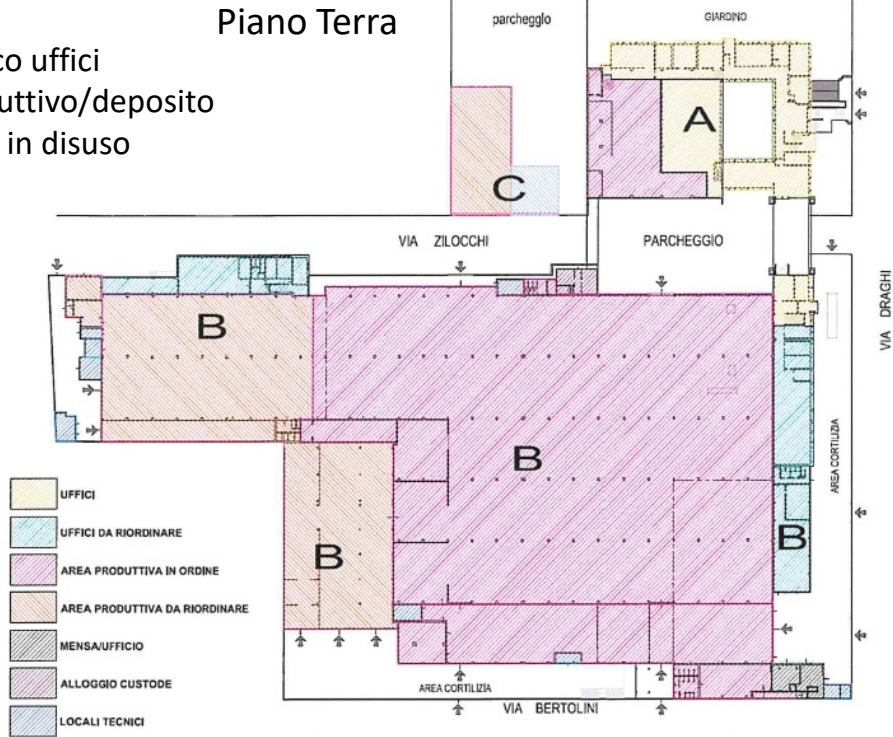 Piano Terra
co uffici
uttivo/deposito
in disuso
parcheggio
GIARDINO
A
C
VIA ZILOCCHI
PARCHEGGIO
VIA DRAGHI
B
B
B
B
AREA CORTILIZIA
UFFICI
UFFICI DA RIORDINARE
AREA PRODUTTIVA IN ORDINE
AREA PRODUTTIVA DA RIORDINARE
MENSA/UFFICIO
ALLOGGIO CUSTODE
LOCALI TECNICI
AREA CORTILIZIA
VIA BERTOLINI